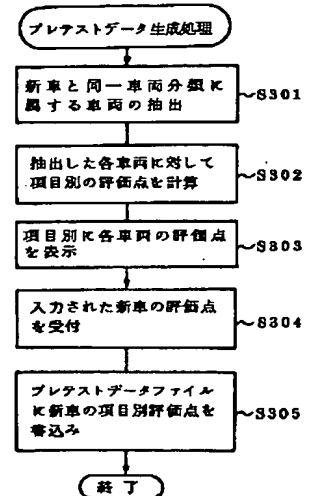 プレテストデータ生成処理
新車と同一車両分類に
属する車両の抽出
S301
抽出した各車両に対して
項目別の評価点を計算
S302
項目別に各車両の評価点
を表示
S303
入力された新車の評価点
を受付
S304
プレテストデータファイル
に新車の項目別評価点を
書込み
S305
終了